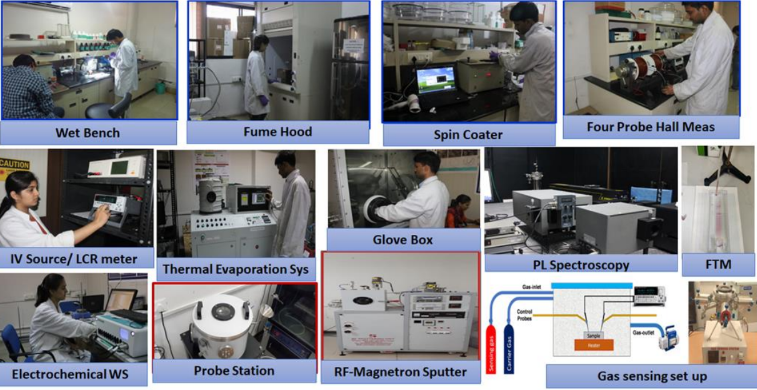 Wet Bench
Fume Hood
Spin Coater
Four Probe Hall Meas
CAUTION
IV Source/ LCR meter
Thermal Evaporation Sys
Glove Box
PL Spectroscopy
FTM
Electrochemical WS
Probe Station
RF-Magnetron Sputter
Gas-inlet
Control
Probes
Sensing gas
Carrier Gas
Sample
Heater
Gas-outlet
Gas sensing set up